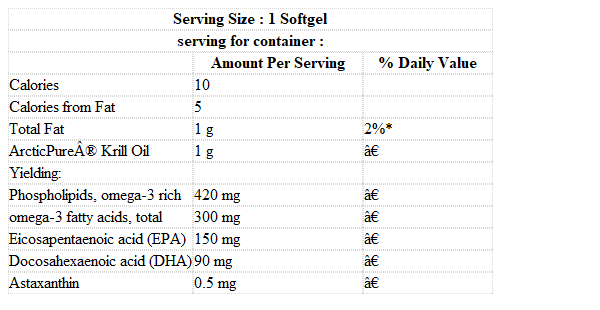 Serving Size : 1 Softgel
serving for container :
Amount Per Serving % Daily Value
Calories 10
Calories from Fat 5
Total Fat 1 g 2%*
ArcticPureÂ® Krill Oil 1 g â€
Yielding:
Phospholipids, omega-3 rich 420 mg â€
omega-3 fatty acids, total 300 mg â€
Eicosapentaenoic acid (EPA) 150 mg â€
Docosahexaenoic acid (DHA) 90 mg â€
Astaxanthin 0.5 mg â€